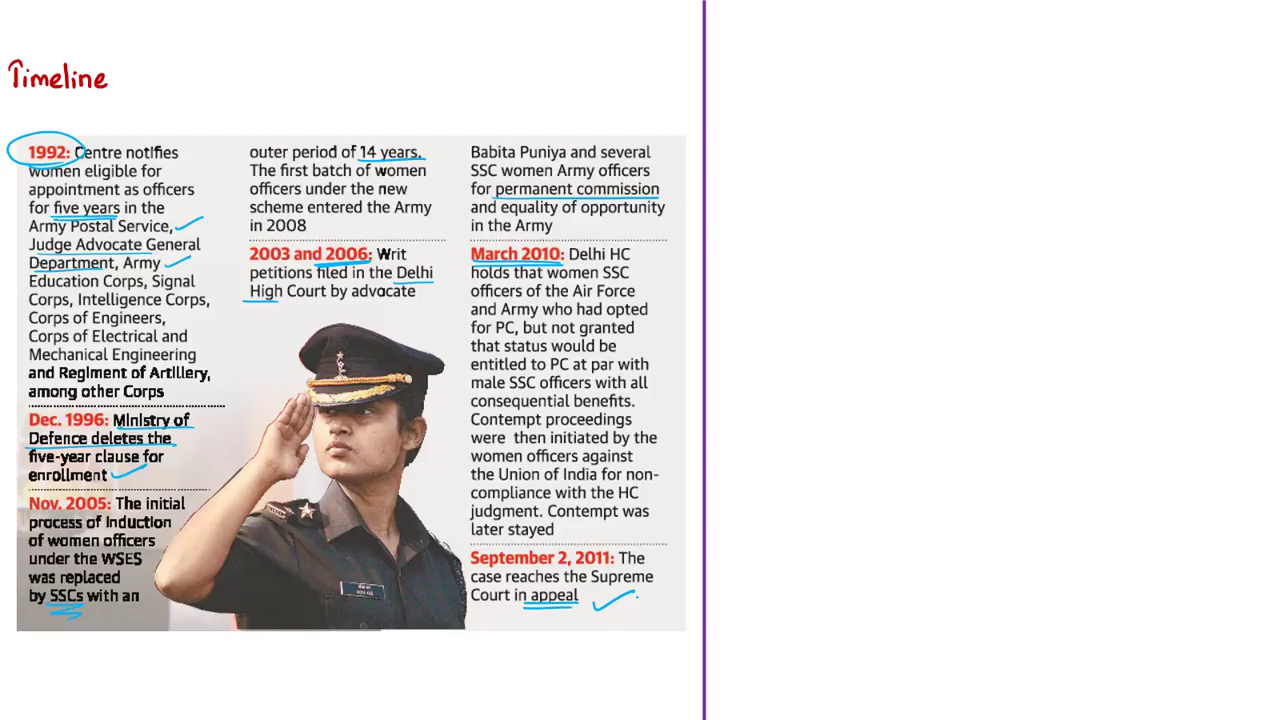 Timeline
1992: Centre notifies
women eligible for
appointment as officers
for five years in the
Army Postal Service,
Judge Advocate General
Department, Army
Education Corps, Signal
Corps, Intelligence Corps,
Corps of Engineers,
Corps of Electrical and
Mechanical Engineering
and Regiment of Artillery,
among other Corps
Dec. 1996: Ministry of
Defence deletes the
five-year clause for
enrollment
Nov. 2005: The initial
process of induction
of women officers
under the WSES
was replaced
by SSCs with an
outer period of 14 years.
The first batch of women
officers under the new
scheme entered the Army
in 2008
2003 and 2006: Writ
petitions filed in the Delhi
High Court by advocate
Babita Puniya and several
SSC women Army officers
for permanent commission
and equality of opportunity
in the Army
March 2010: Delhi HC
holds that women SSC
officers of the Air Force
and Army who had opted
for PC, but not granted
that status would be
entitled to PC at par with
male SSC officers with all
consequential benefits.
Contempt proceedings
were then initiated by the
women officers against
the Union of India for non-
compliance with the HC
judgment. Contempt was
later stayed
September 2, 2011: The
case reaches the Supreme
Court in appeal